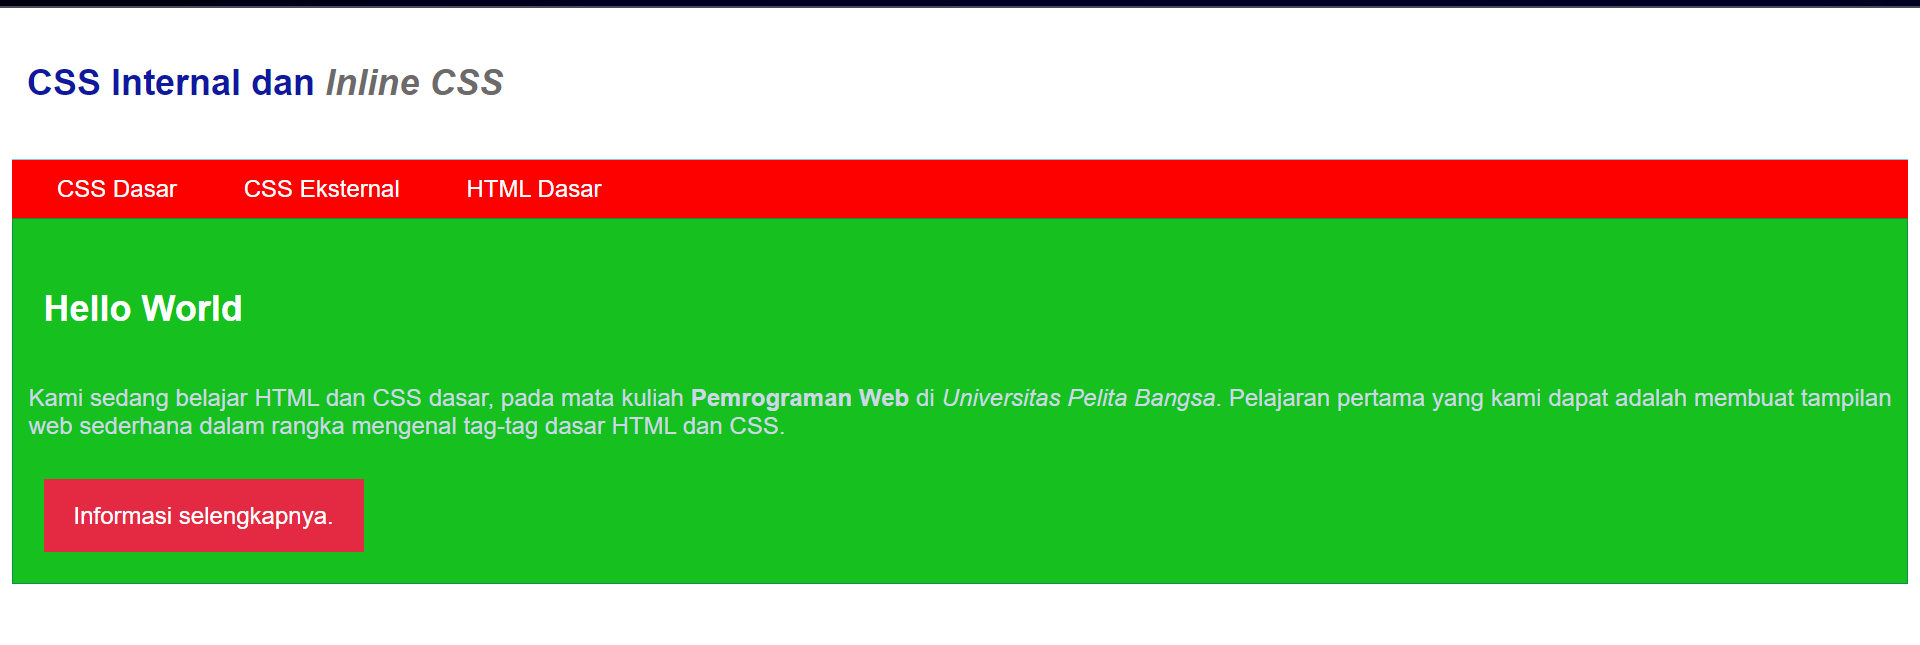 CSS Internal dan Inline CSS
CSS Dasar CSS Eksternal HTML Dasar
Hello World
Kami sedang belajar HTML dan CSS dasar, pada mata kuliah Pemrograman Web di Universitas Pelita Bangsa. Pelajaran pertama yang kami dapat adalah membuat tampilan
web sederhana dalam rangka mengenal tag-tag dasar HTML dan CSS.
Informasi selengkapnya.